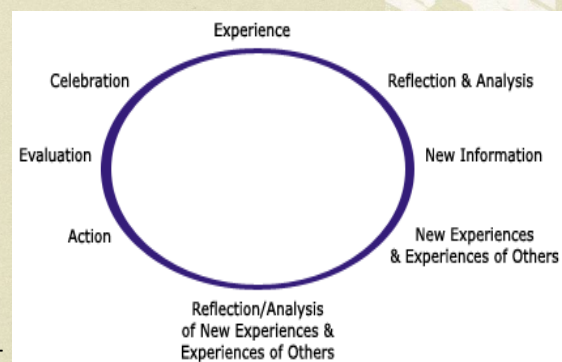 Experience
Reflection & Analysis
New Information
New Experiences
& Experiences of Others
Reflection/Analysis
of New Experiences &
Experiences of Others
Action
Evaluation
Celebration